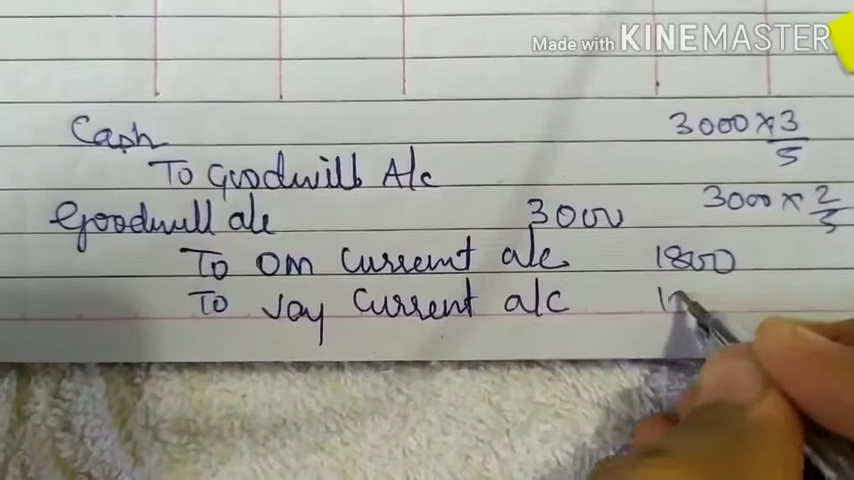 Made with KINEMASTER
Cash 3000 × 3/5
To Goodwill A/c
Goodwill a/c 3000 3000 × 2/5
To Om Current a/c 1800
To Jay Current a/c 12